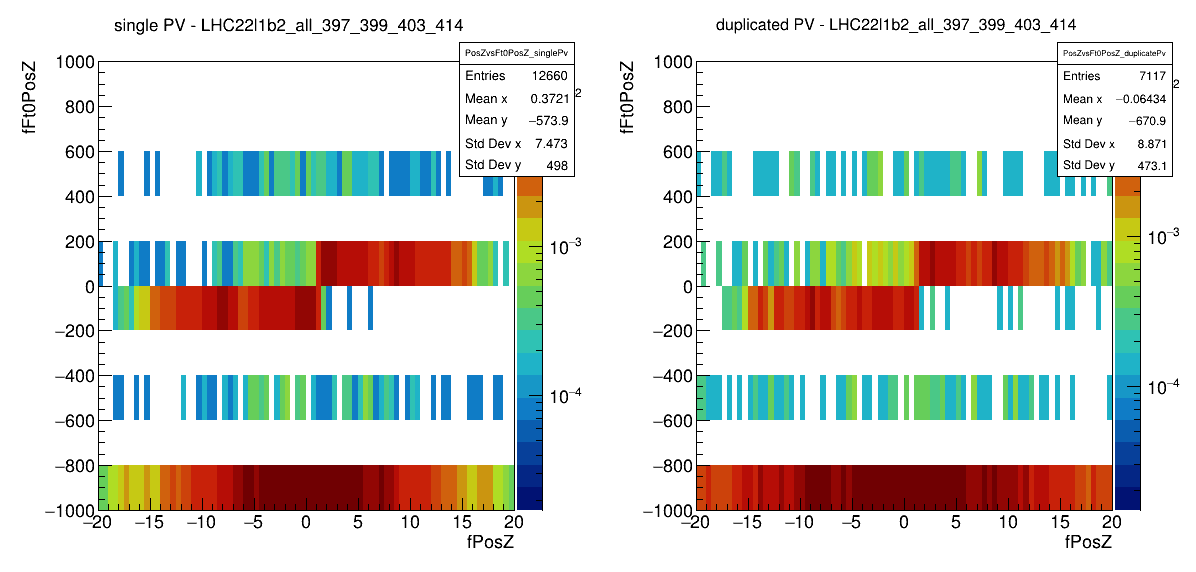 single PV - LHC22l1b2_all_397_399_403_414
PosZvsFt0PosZ_singlePv
Entries 12660
Mean x 0.3721
Mean y −573.9
Std Dev x 7.473
Std Dev y 498
2
fFt0PosZ
1000
800
600
400
200
0
−200
−400
−600
−800
−1000
10−3
10−4
−20 −15 −10 −5 0 5 10 15 20
fPosZ
duplicated PV - LHC22l1b2_all_397_399_403_414
PosZvsFt0PosZ_duplicatePv
Entries 7117
Mean x −0.06434
Mean y −670.9
Std Dev x 8.871
Std Dev y 473.1
2
fFt0PosZ
1000
800
600
400
200
0
−200
−400
−600
−800
−1000
10−3
10−4
−20 −15 −10 −5 0 5 10 15 20
fPosZ